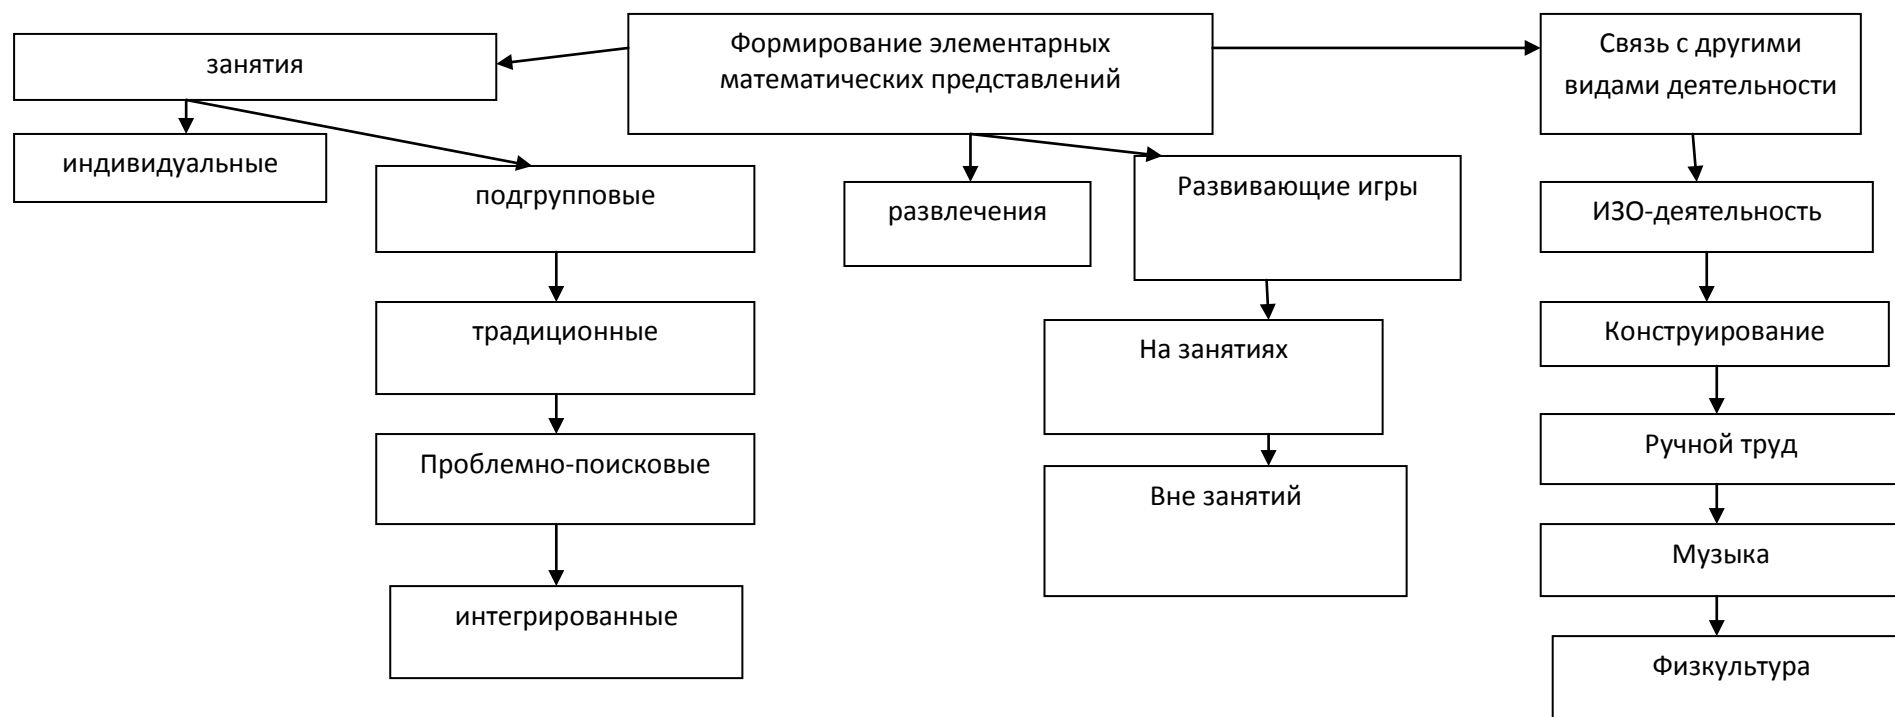 занятия
Формирование элементарных
математических представлений
Связь с другими
видами деятельности
индивидуальные
подгрупповые
развлечения
Развивающие игры
ИЗО-деятельность
традиционные
На занятиях
Конструирование
Проблемно-поисковые
Вне занятий
Ручной труд
Музыка
интегрированные
Физкультура